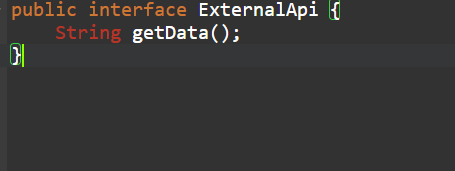 public interface ExternalApi {
    String getData();
}